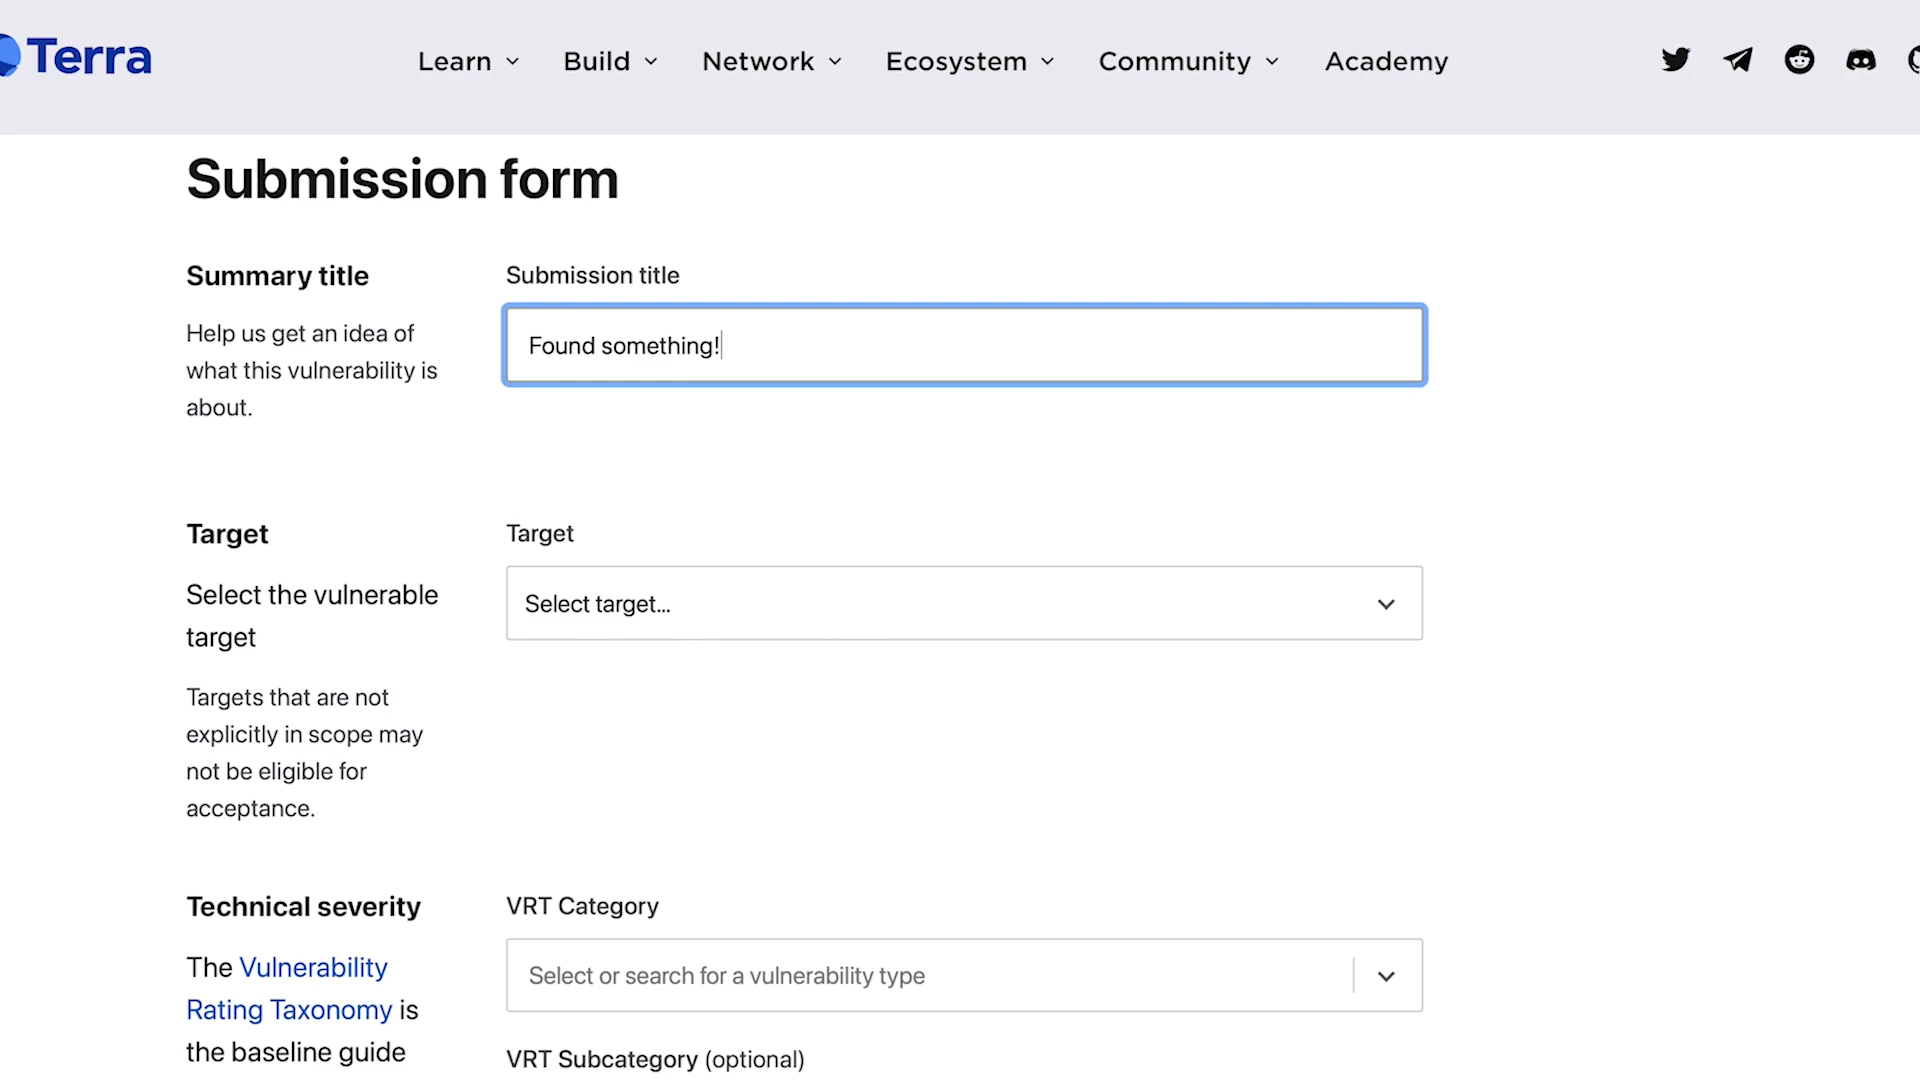 Terra
Learn Build Network Ecosystem Community Academy
Submission form
Summary title
Help us get an idea of
what this vulnerability is
about.
Submission title
Found something!
Target
Select the vulnerable
target
Targets that are not
explicitly in scope may
not be eligible for
acceptance.
Target
Select target...
Technical severity
The Vulnerability
Rating Taxonomy is
the baseline guide
VRT Category
Select or search for a vulnerability type
VRT Subcategory (optional)